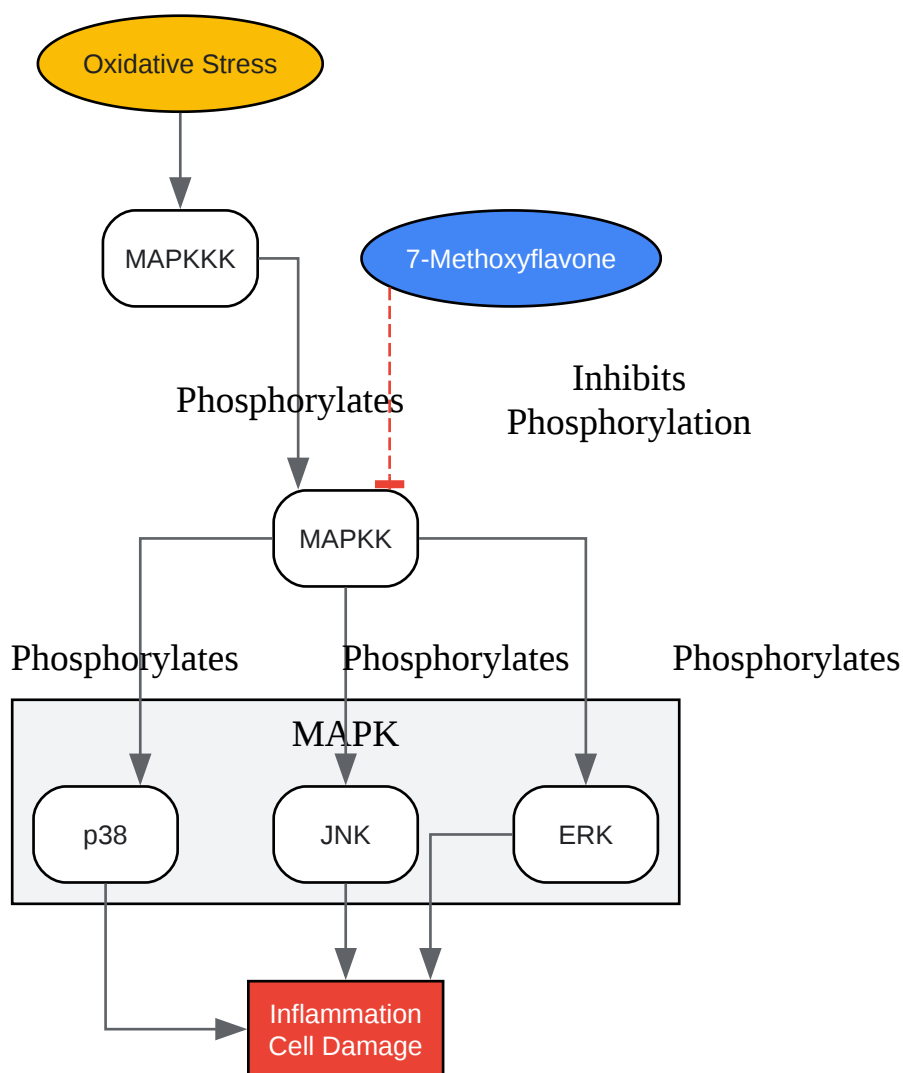 Oxidative Stress
MAPKKK
7-Methoxyflavone
Phosphorylates
Inhibits
Phosphorylation
MAPKK
Phosphorylates
Phosphorylates
Phosphorylates
MAPK
p38
JNK
ERK
Inflammation
Cell Damage